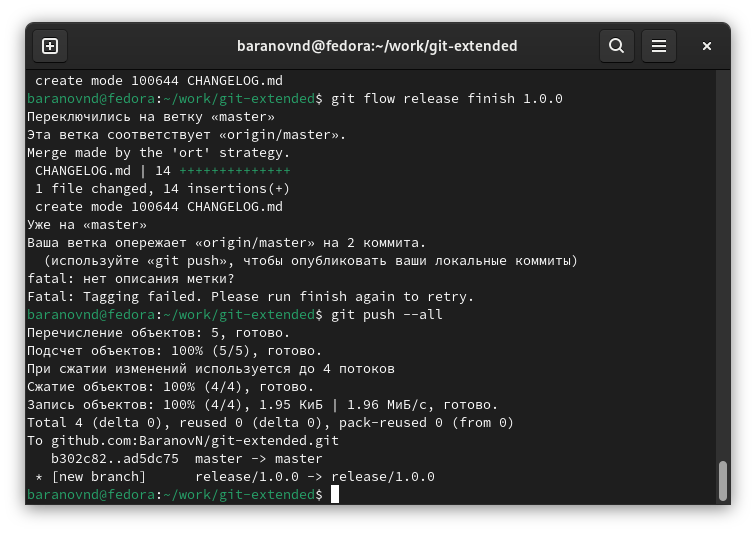 baranovnd@fedora:~/work/git-extended
 create mode 100644 CHANGELOG.md
baranovnd@fedora:~/work/git-extended$ git flow release finish 1.0.0
Переключились на ветку «master»
Эта ветка соответствует «origin/master».
Merge made by the 'ort' strategy.
 CHANGELOG.md | 14 ++++++++++++++
 1 file changed, 14 insertions(+)
 create mode 100644 CHANGELOG.md
Уже на «master»
Ваша ветка опережает «origin/master» на 2 коммита.
  (используйте «git push», чтобы опубликовать ваши локальные коммиты)
fatal: нет описания метки?
Fatal: Tagging failed. Please run finish again to retry.
baranovnd@fedora:~/work/git-extended$ git push --all
Перечисление объектов: 5, готово.
Подсчет объектов: 100% (5/5), готово.
При сжатии изменений используется до 4 потоков
Сжатие объектов: 100% (4/4), готово.
Запись объектов: 100% (4/4), 1.95 КиБ | 1.96 МиБ/с, готово.
Total 4 (delta 0), reused 0 (delta 0), pack-reused 0 (from 0)
To github.com:BaranovN/git-extended.git
   b302c82..ad5dc75  master -> master
 * [new branch]      release/1.0.0 -> release/1.0.0
baranovnd@fedora:~/work/git-extended$